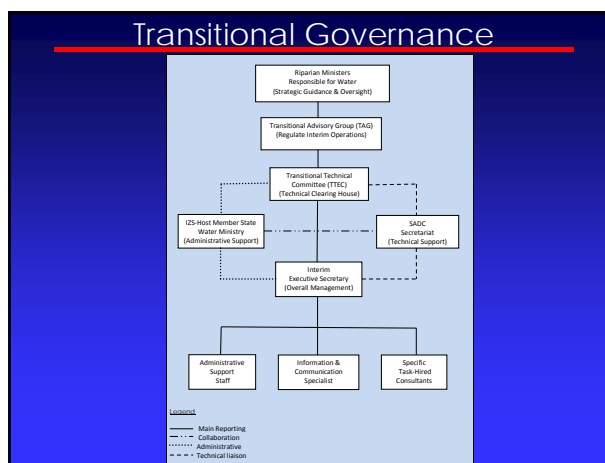 Transitional Governance
Riparian Ministers
Responsible for Water
(Strategic Guidance & Oversight)
Transitional Advisory Group (TAG)
(Regulate Interim Operations)
Transitional Technical
Committee (TTEC)
(Technical Clearing House)
IZS-Host Member State
Water Ministry
(Administrative Support)
SADC
Secretariat
(Technical Support)
Interim
Executive Secretary
(Overall Management)
Administrative
Support
Staff
Information &
Communication
Specialist
Specific
Task-Hired
Consultants
Legend:
Main Reporting
Collaboration
Administrative
Technical liaison